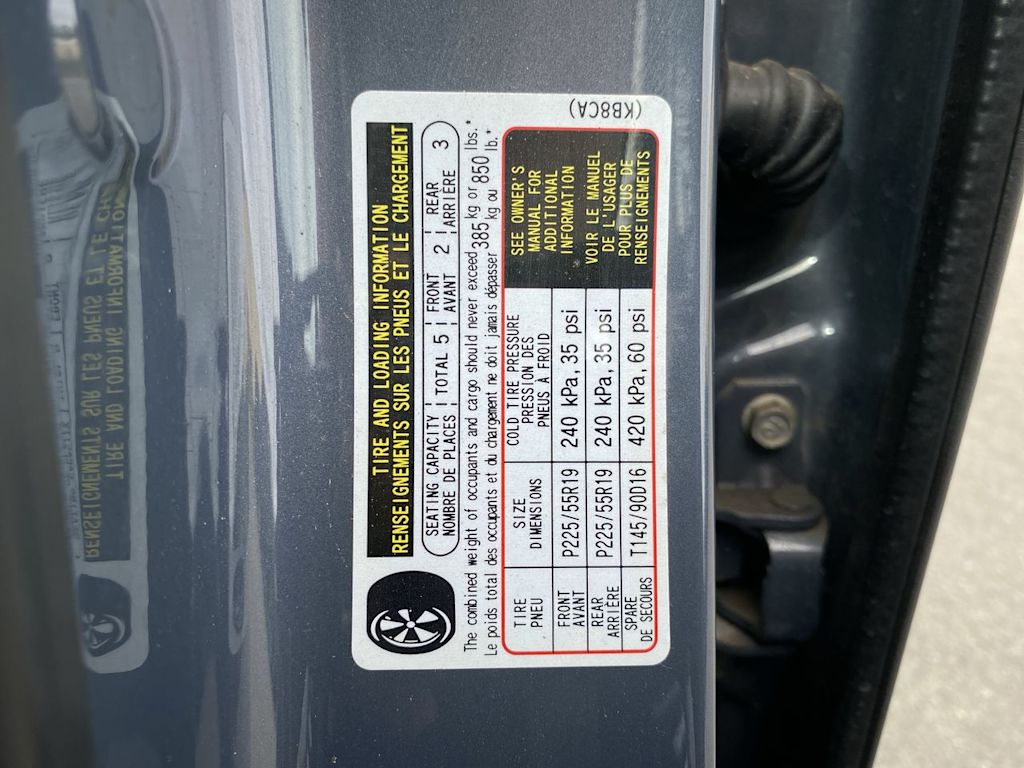 TIRE AND LOADING INFORMATION
RENSEIGNEMENTS SUR LES PNEUS ET LE CHARGEMENT
SEATING CAPACITY TOTAL 5 FRONT 2 REAR 3
NOMBRE DE PLACES AVANT ARRIÈRE
The combined weight of occupants and cargo should never exceed 385 kg or 850 lbs.*
Le poids total des occupants et du chargement ne doit jamais dépasser kg ou lb.*
TIRE SIZE COLD TIRE PRESSURE
PNEU DIMENSIONS PRESSION DES
PNEUS À FROID
FRONT
AVANT P225/55R19 240 kPa, 35 psi
REAR
ARRIÈRE P225/55R19 240 kPa, 35 psi
SPARE
DE SECOURS T145/90D16 420 kPa, 60 psi
SEE OWNER'S
MANUAL FOR
ADDITIONAL
INFORMATION
VOIR LE MANUEL
DE L'USAGER
POUR PLUS DE
RENSEIGNEMENTS
(KB8CA)
TIRE AND LOADING INFORMATION
RENSEIGNEMENTS SUR LES PNEUS ET LE CH